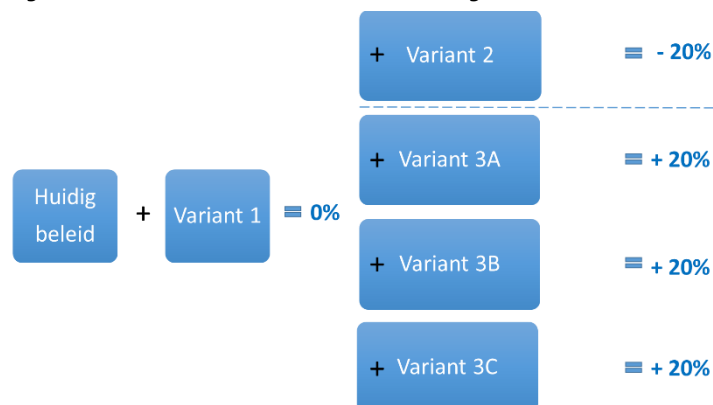 + Variant 2 = - 20%
+ Variant 3A = + 20%
Huidig
beleid
+ Variant 1 = 0%
+ Variant 3B = + 20%
+ Variant 3C = + 20%